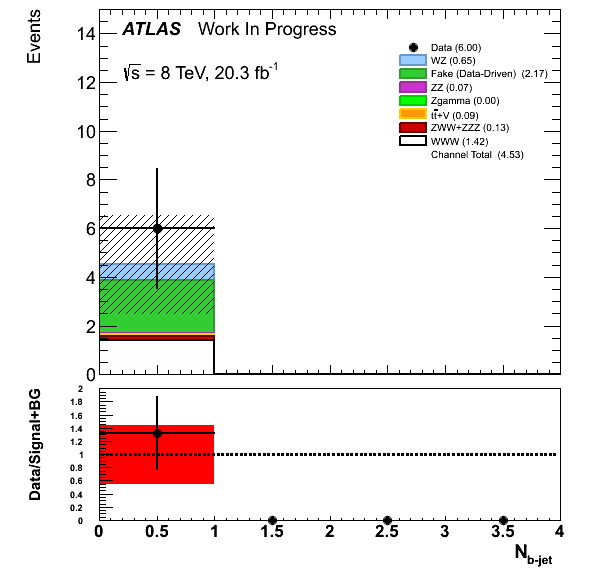 Events
ATLAS Work In Progress
√s = 8 TeV, 20.3 fb-1
Data (6.00)
WZ (0.65)
Fake (Data-Driven) (2.17)
ZZ (0.07)
Zgamma (0.00)
tt̄+V (0.09)
ZWW+ZZZ (0.13)
WWW (1.42)
Channel Total (4.53)
14
12
10
8
6
4
2
0
Data/Signal+BG
2
1.8
1.6
1.4
1.2
1
0.8
0.6
0.4
0.2
0
0 0.5 1 1.5 2 2.5 3 3.5 4
Nb-jet